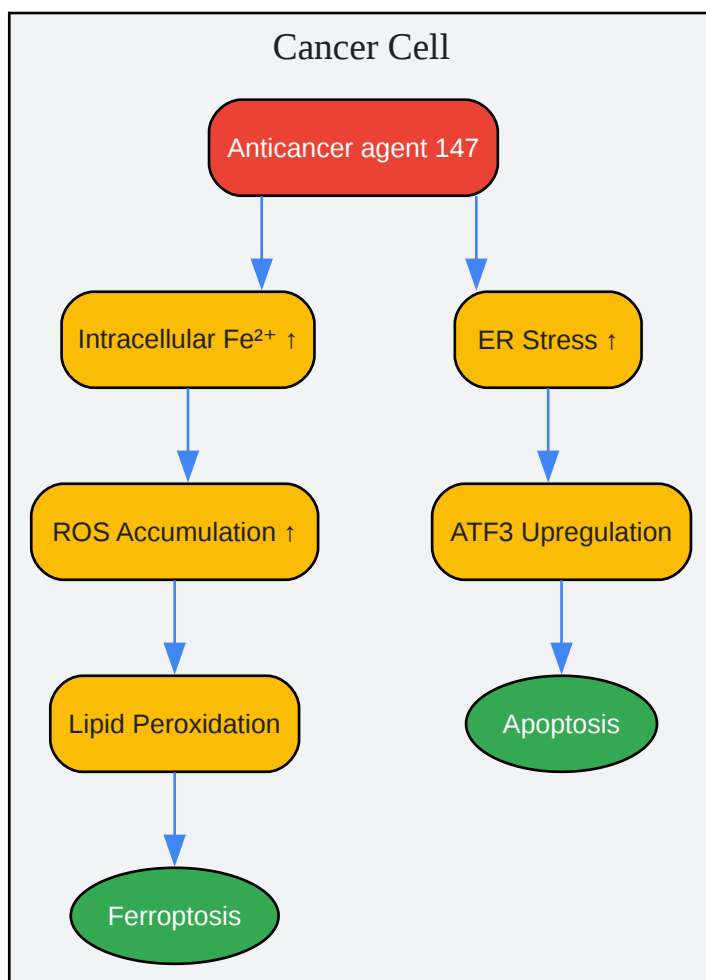 Cancer Cell
Anticancer agent 147
Intracellular Fe²⁺ ↑
ER Stress ↑
ROS Accumulation ↑
ATF3 Upregulation
Lipid Peroxidation
Apoptosis
Ferroptosis